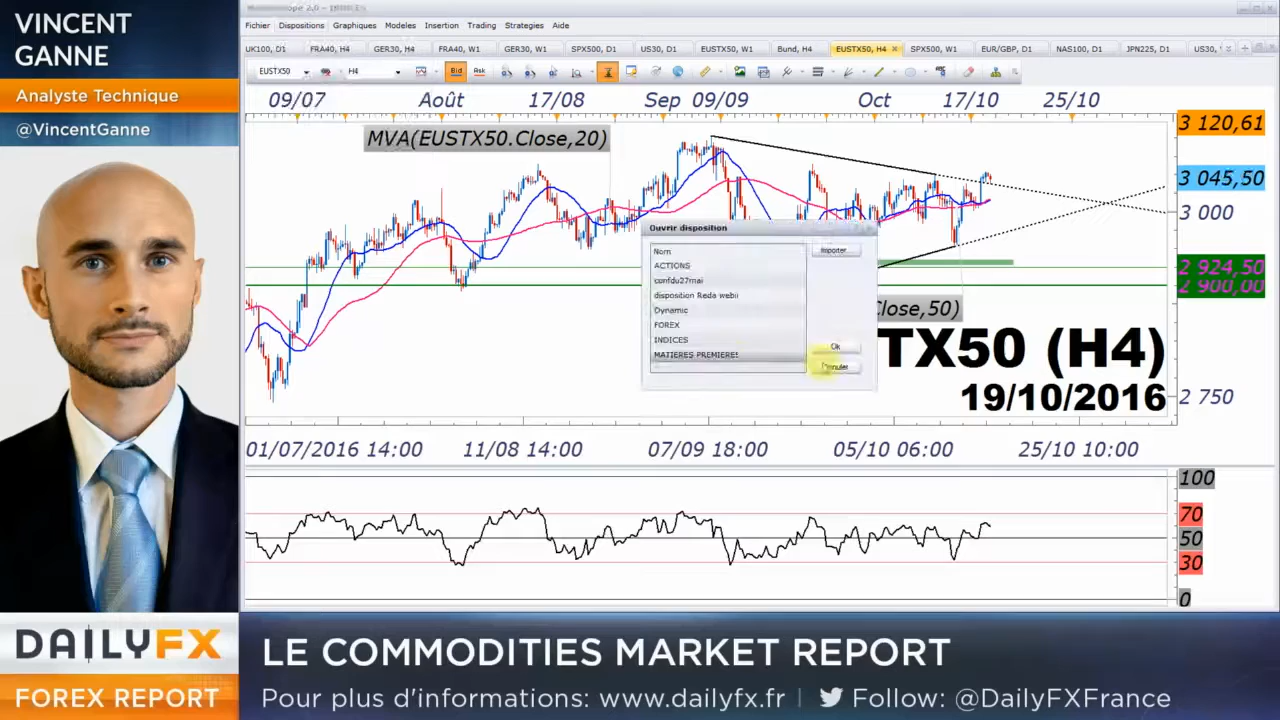 VINCENT
GANNE
Analyste Technique
@VincentGanne
Fichier Dispositions Graphiques Modeles Insertion Trading Strategies Aide
UK100, D1 FRA40, H4 GER30, H4 FRA40, W1 GER30, W1 SPX500, D1 US30, D1 EUSTX50, W1 Bund, H4 EUSTX50, H4 SPX500, W1 EUR/GBP, D1 NAS100, D1 JPN225, D1 US30,
EUSTX50 H4 Bid Ask
09/07 Août 17/08 Sep 09/09 Oct 17/10 25/10
MVA(EUSTX50.Close,20)
3 120,61
3 045,50
3 000
2 924,50
2 900,00
2 750
Ouvrir disposition
Nom
Importer
ACTIONS
confdu27mai
disposition Reda webii
Dynamic
FOREX
INDICES
MATIERES PREMIERES
Ok
Close,50)
TX50 (H4)
19/10/2016
01/07/2016 14:00 11/08 14:00 07/09 18:00 05/10 06:00 25/10 10:00
100
70
50
30
0
DAILYFX
FOREX REPORT
LE COMMODITIES MARKET REPORT
Pour plus d'informations: www.dailyfx.fr | Follow: @DailyFXFrance